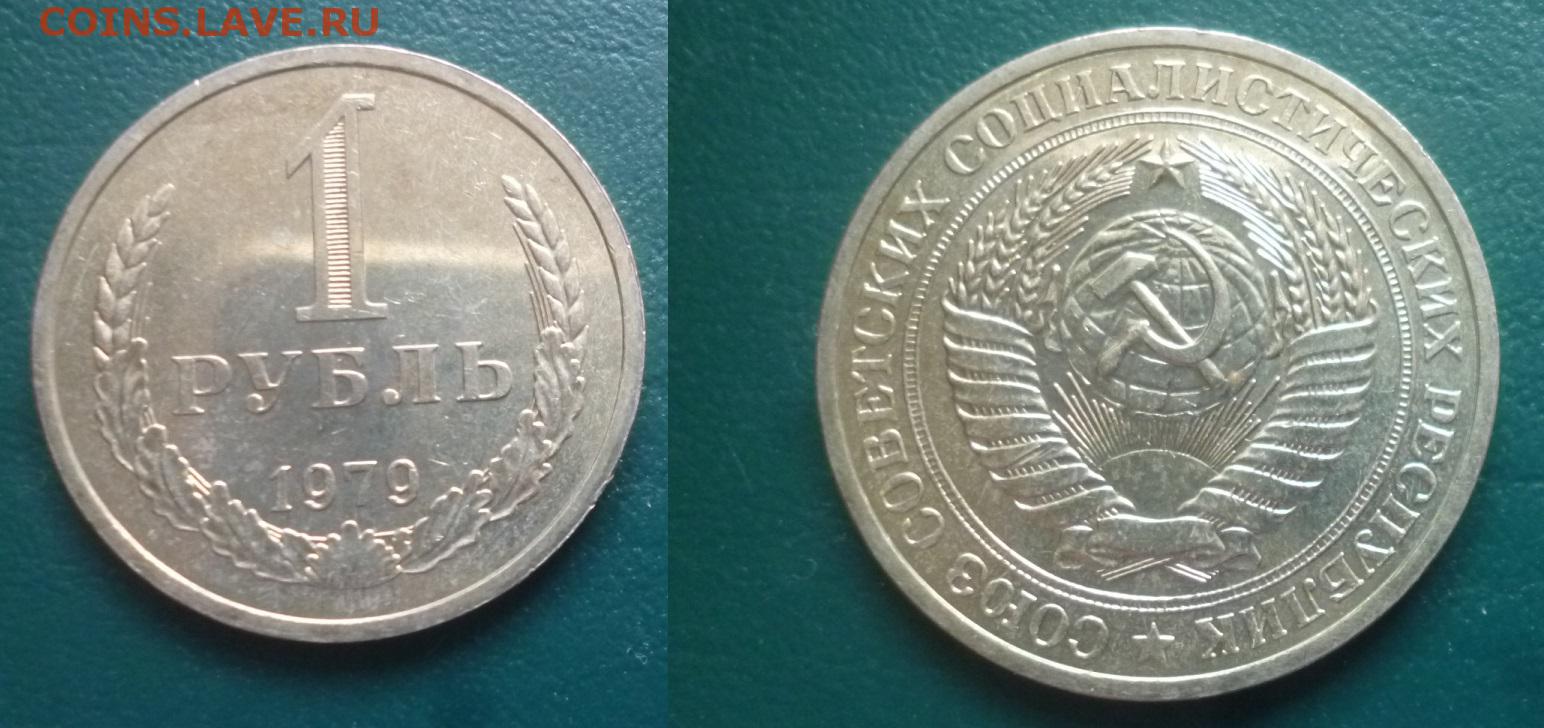 COINS.LAVE.RU
1
РУБЛЬ
1979
СОЮЗ СОВЕТСКИХ СОЦИАЛИСТИЧЕСКИХ РЕСПУБЛИК